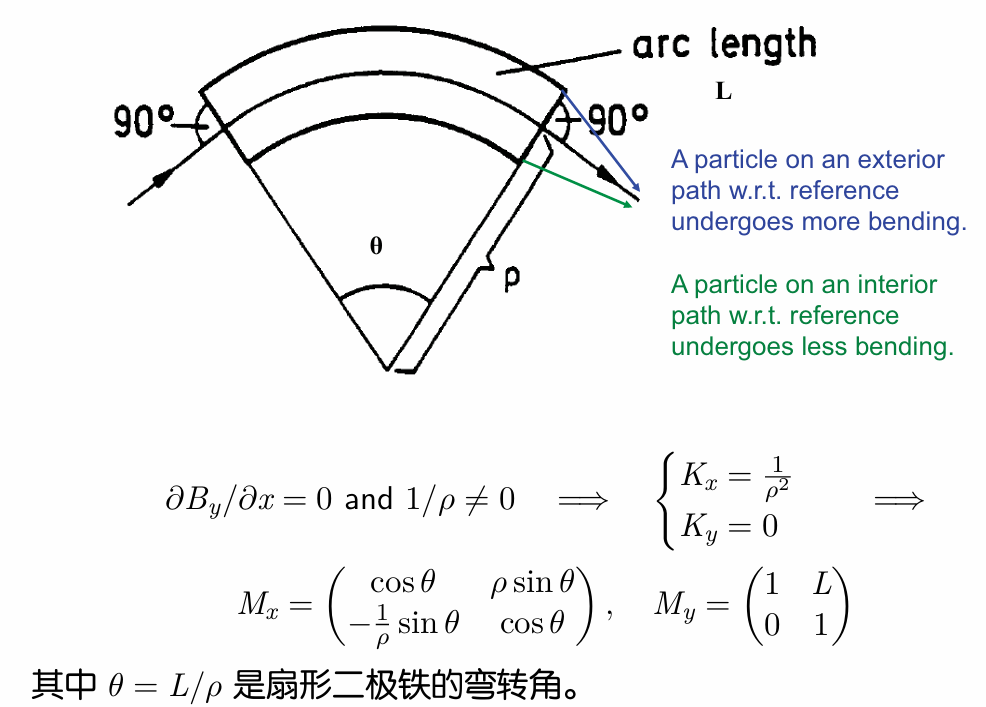 arc length
L
90°
90°
A particle on an exterior
path w.r.t. reference
undergoes more bending.
θ
ρ
A particle on an interior
path w.r.t. reference
undergoes less bending.
∂B_y/∂x = 0 and 1/ρ ≠ 0 ⟹ { K_x = 1/ρ² ⟹
K_y = 0
M_x = ( cos θ ρ sin θ ) , M_y = ( 1 L )
( −1/ρ sin θ cos θ ) ( 0 1 )
其中 θ = L/ρ 是扇形二极铁的弯转角。